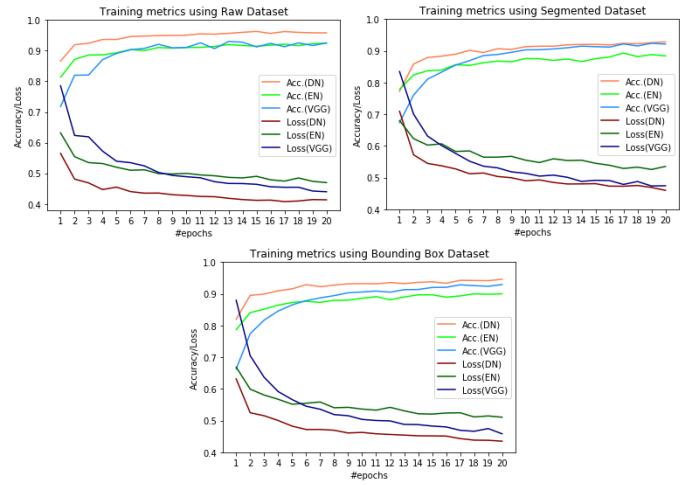 Training metrics using Raw Dataset
Accuracy/Loss
1.0
0.9
0.8
0.7
0.6
0.5
0.4
Acc.(DN)
Acc.(EN)
Acc.(VGG)
Loss(DN)
Loss(EN)
Loss(VGG)
1 2 3 4 5 6 7 8 9 10 11 12 13 14 15 16 17 18 19 20
#epochs
Training metrics using Segmented Dataset
Accuracy/Loss
1.0
0.9
0.8
0.7
0.6
0.5
0.4
Acc.(DN)
Acc.(EN)
Acc.(VGG)
Loss(DN)
Loss(EN)
Loss(VGG)
1 2 3 4 5 6 7 8 9 10 11 12 13 14 15 16 17 18 19 20
#epochs
Training metrics using Bounding Box Dataset
Accuracy/Loss
1.0
0.9
0.8
0.7
0.6
0.5
0.4
Acc.(DN)
Acc.(EN)
Acc.(VGG)
Loss(DN)
Loss(EN)
Loss(VGG)
1 2 3 4 5 6 7 8 9 10 11 12 13 14 15 16 17 18 19 20
#epochs